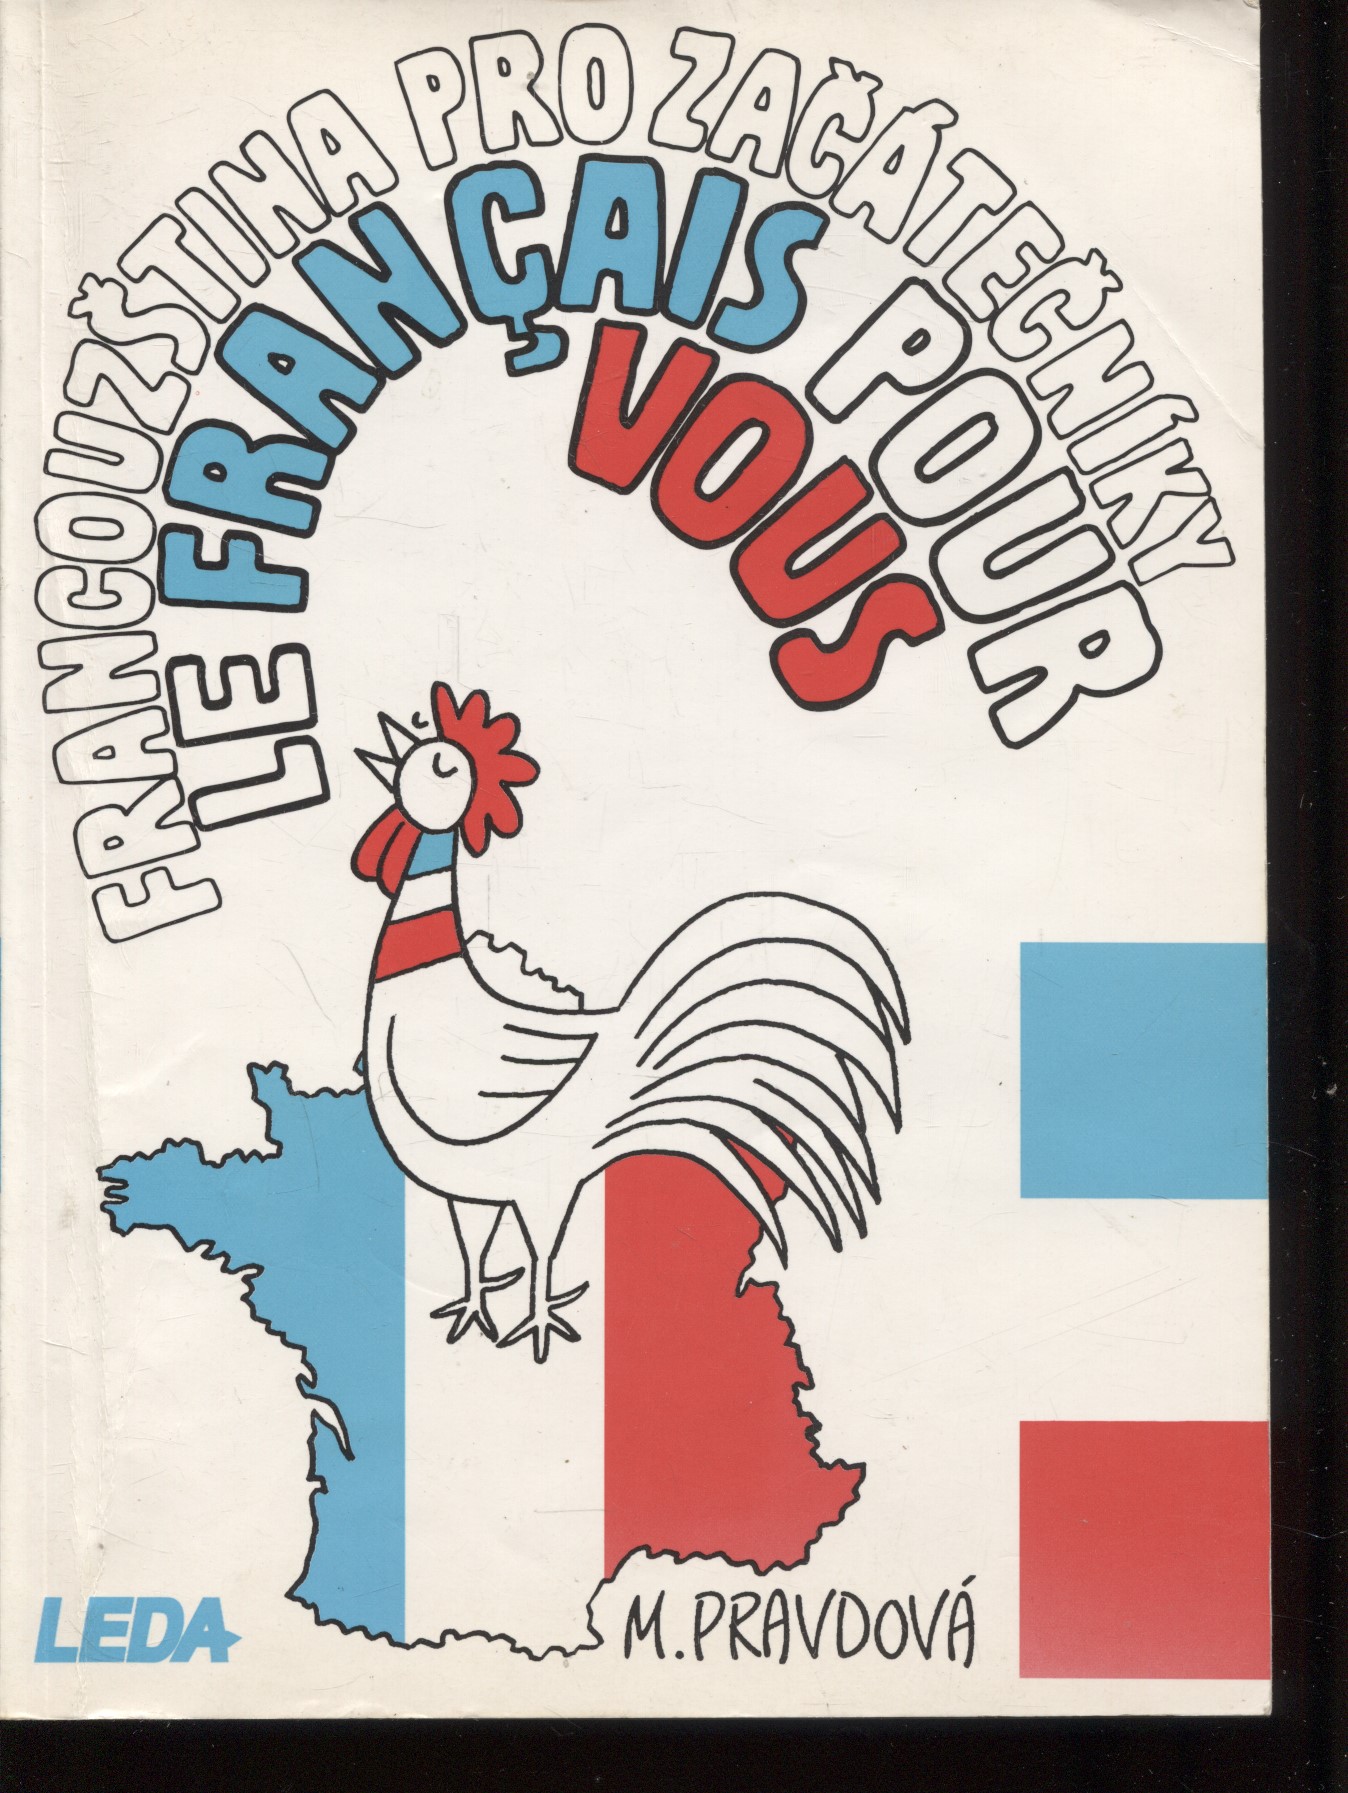 FRANCOUZŠTINA PRO ZAČÁTEČNÍKY
LE FRANÇAIS POUR
VOUS
LEDA
M. PRAVDOVÁ